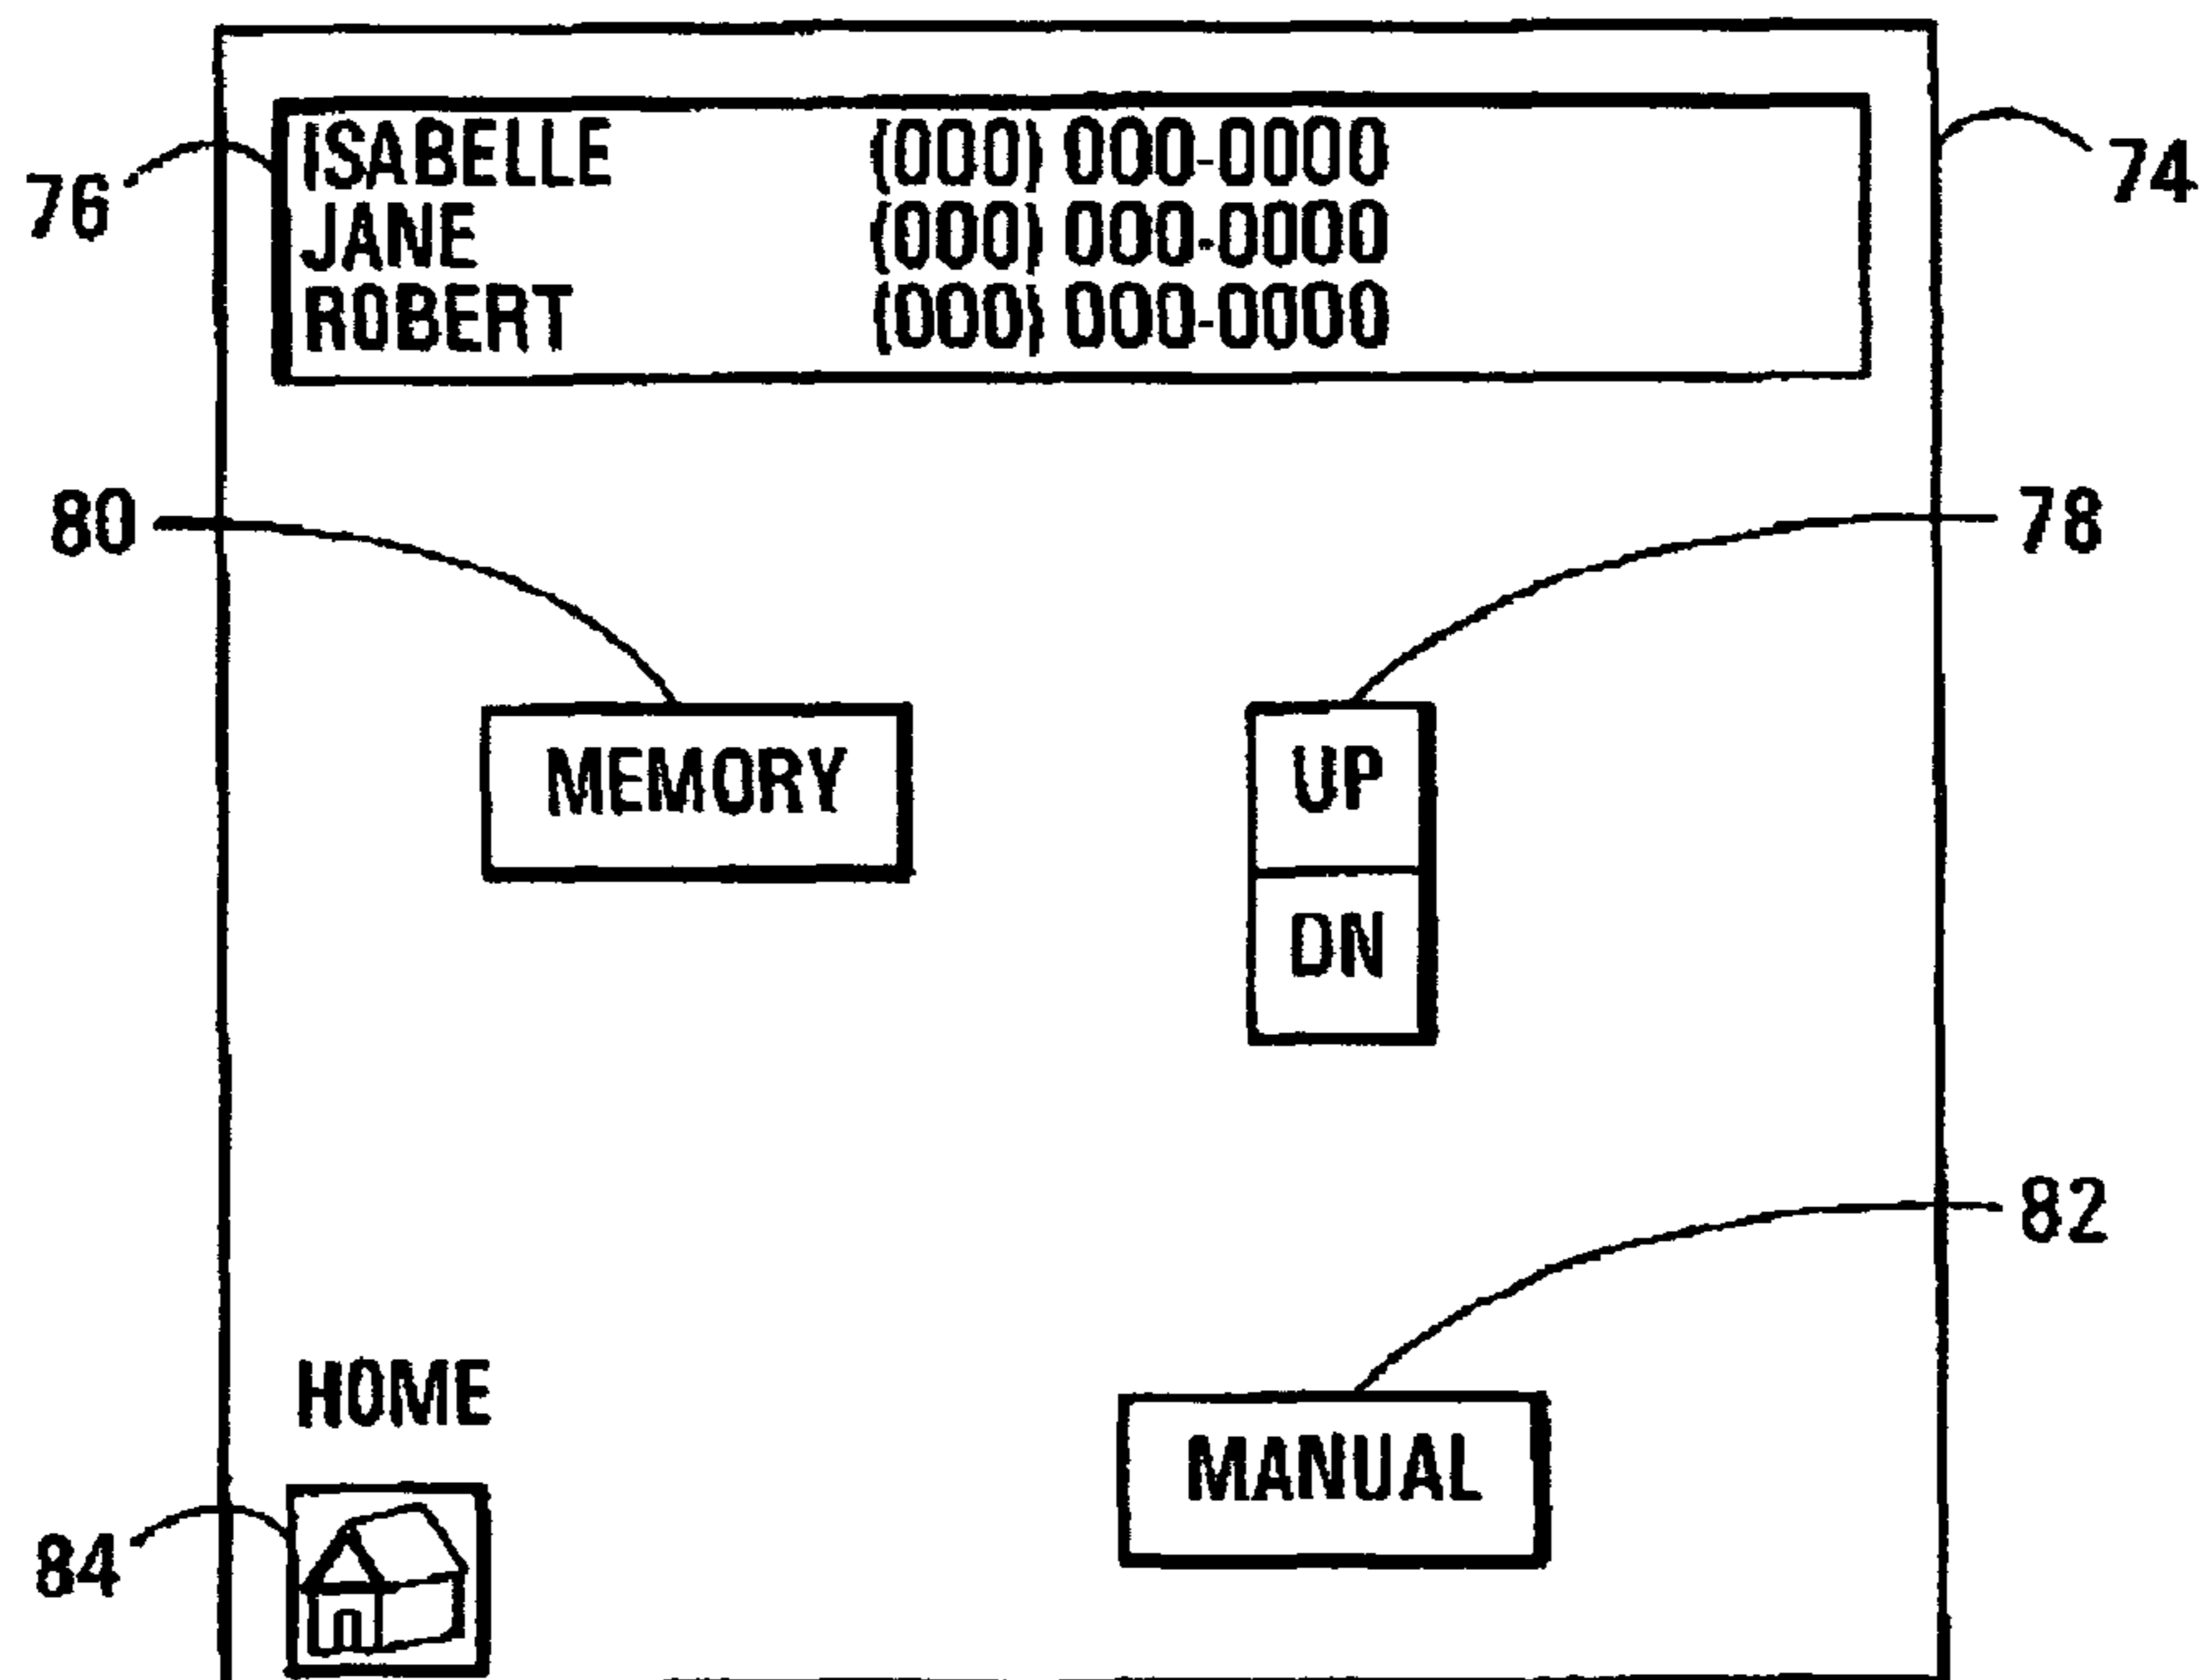 ISABELLE (000) 000-0000
JANE (000) 000-0000
ROBERT (000) 000-0000
76
74
80
78
MEMORY
UP
DN
82
HOME
MANUAL
84